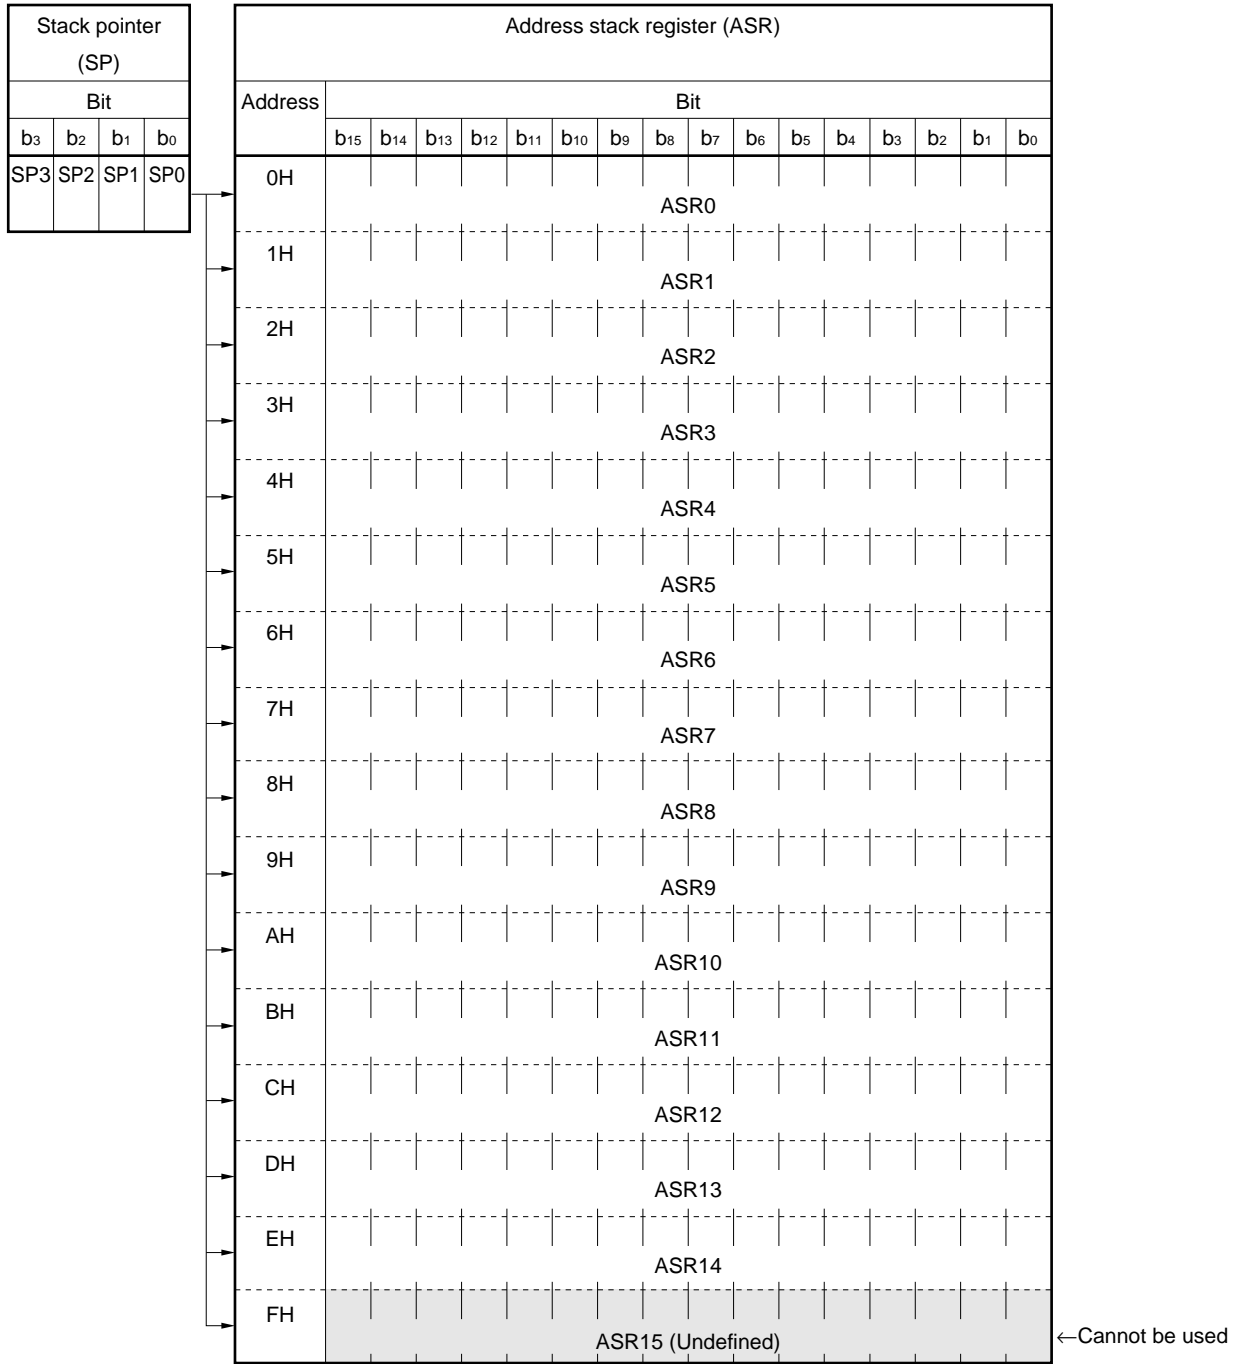 Stack pointer
(SP)
Bit
b3 b2 b1 b0
SP3 SP2 SP1 SP0
Address stack register (ASR)
Address Bit
b15 b14 b13 b12 b11 b10 b9 b8 b7 b6 b5 b4 b3 b2 b1 b0
0H
ASR0
1H
ASR1
2H
ASR2
3H
ASR3
4H
ASR4
5H
ASR5
6H
ASR6
7H
ASR7
8H
ASR8
9H
ASR9
AH
ASR10
BH
ASR11
CH
ASR12
DH
ASR13
EH
ASR14
FH
ASR15 (Undefined)
←Cannot be used